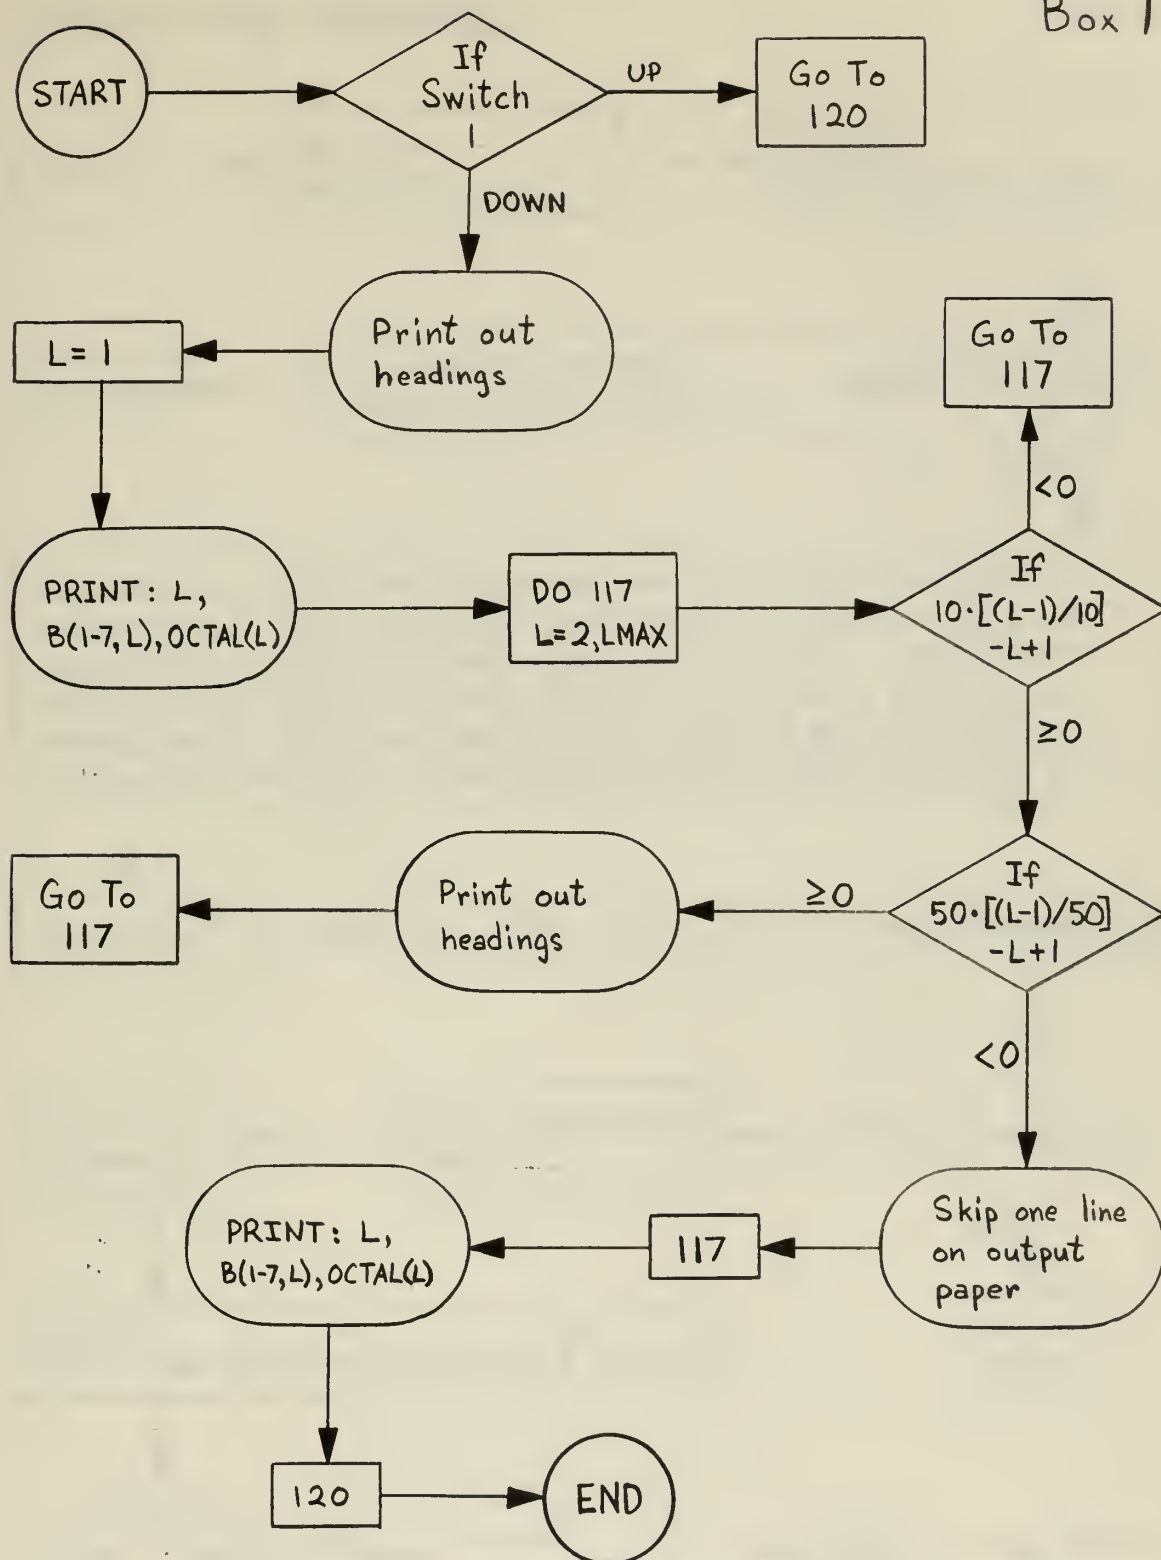 Box 1
START
If
Switch
1
UP
Go To
120
DOWN
Print out
headings
L= 1
Go To
117
<0
PRINT: L,
B(1-7, L), OCTAL(L)
DO 117
L=2, LMAX
If
10·[(L-1)/10]
-L+1
≥0
If
50·[(L-1)/50]
-L+1
≥0
Print out
headings
Go To
117
<0
Skip one line
on output
paper
117
PRINT: L,
B(1-7, L), OCTAL(L)
120
END